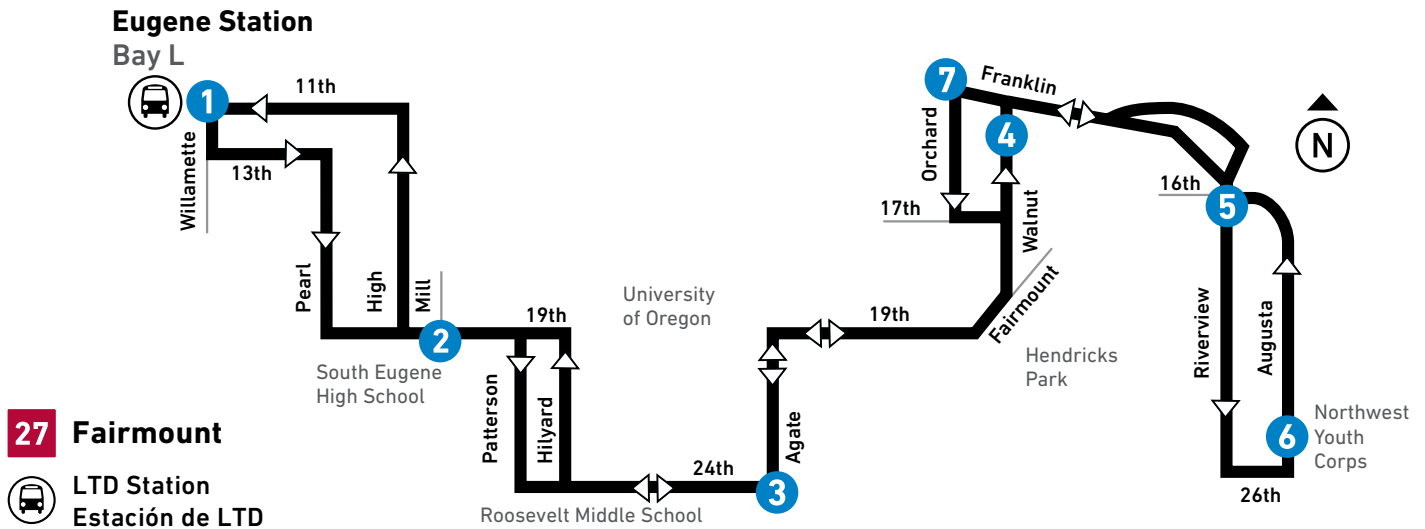 Eugene Station
Bay L
1
11th
Willamette
13th
Pearl
High
Mill
2
19th
South Eugene
High School
Patterson
Hilyard
24th
Roosevelt Middle School
3
Agate
University
of Oregon
19th
Fairmount
Hendricks
Park
Walnut
17th
Orchard
7
4
Franklin
N
16th
5
Riverview
Augusta
6
Northwest
Youth
Corps
26th
27 Fairmount
LTD Station
Estación de LTD